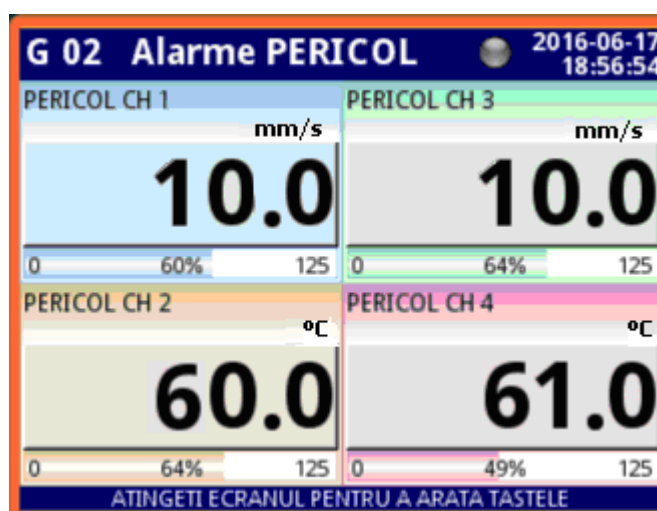 G 02 Alarme PERICOL
2016-06-17
18:56:54
PERICOL CH 1
mm/s
10.0
0 60% 125
PERICOL CH 3
mm/s
10.0
0 64% 125
PERICOL CH 2
ºC
60.0
0 64% 125
PERICOL CH 4
ºC
61.0
0 49% 125
ATINGETI ECRANUL PENTRU A ARATA TASTELE